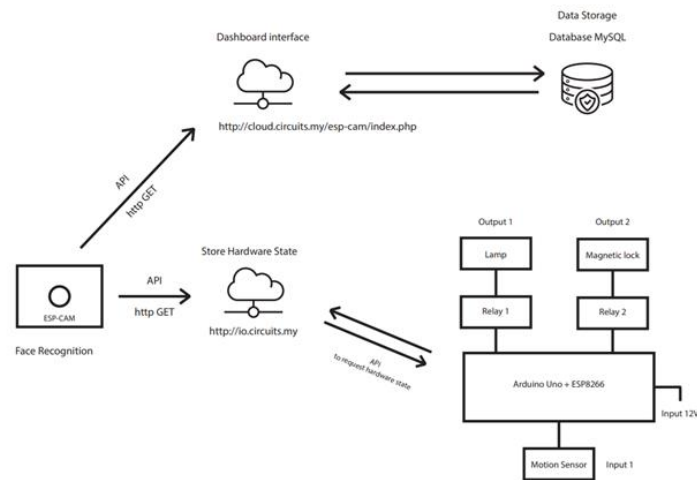 Data Storage
Dashboard interface
Database MySQL
http://cloud.circuits.my/esp-cam/index.php
API
http GET
Output 1
Output 2
Store Hardware State
Lamp
Magnetic lock
API
ESP-CAM
http GET
Relay 1
Relay 2
http://io.circuits.my
Face Recognition
API
to request hardware state
Arduino Uno + ESP8266
Input 12V
Motion Sensor
Input 1